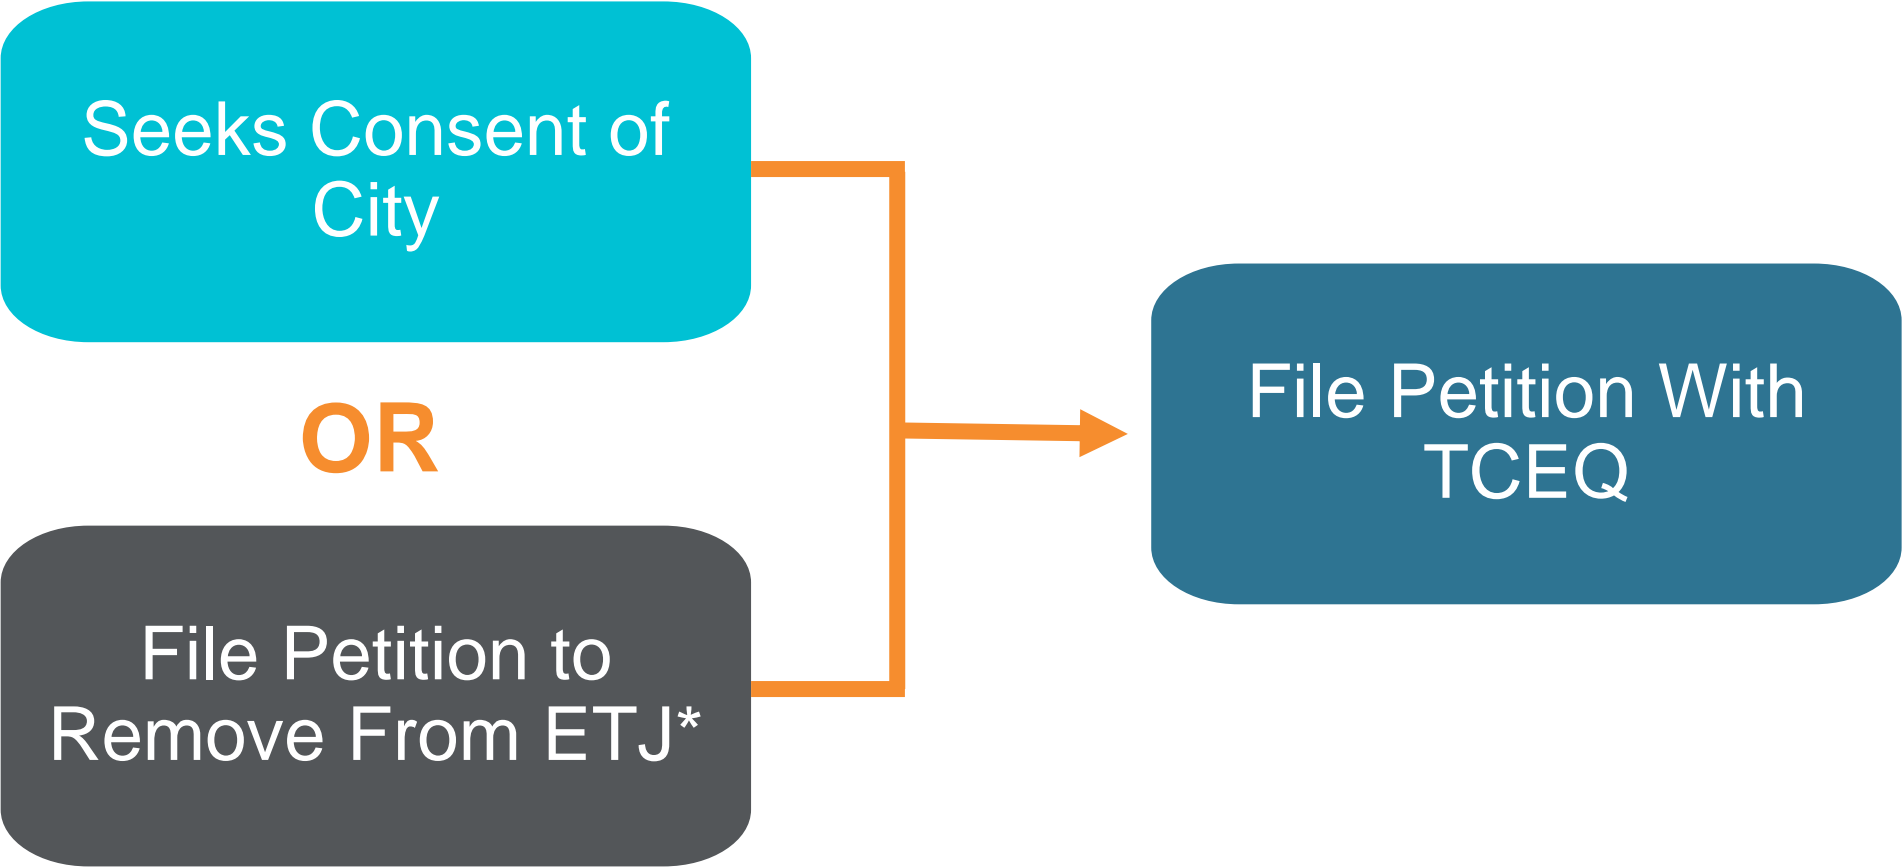 Seeks Consent of
City
OR
File Petition to
Remove From ETJ*
File Petition With
TCEQ